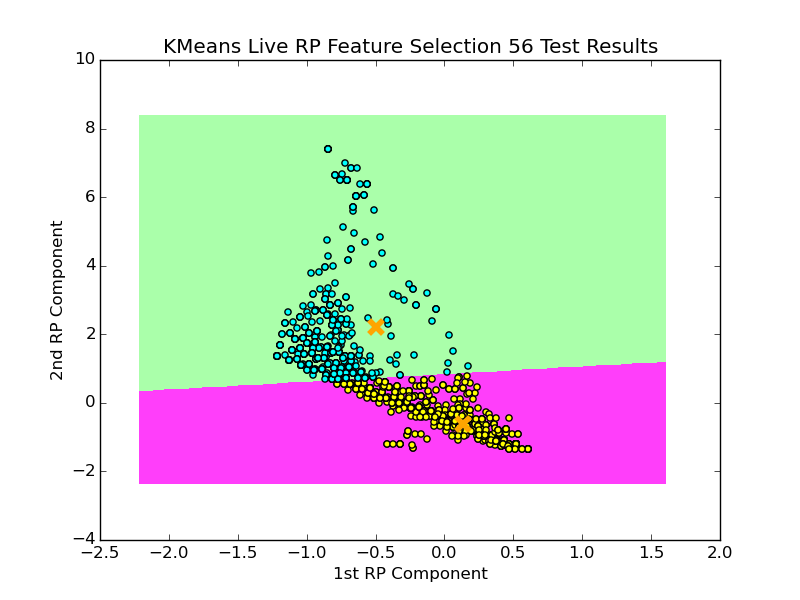 KMeans Live RP Feature Selection 56 Test Results
10
8
6
4
2
0
−2
−4
2nd RP Component
−2.5 −2.0 −1.5 −1.0 −0.5 0.0 0.5 1.0 1.5 2.0
1st RP Component